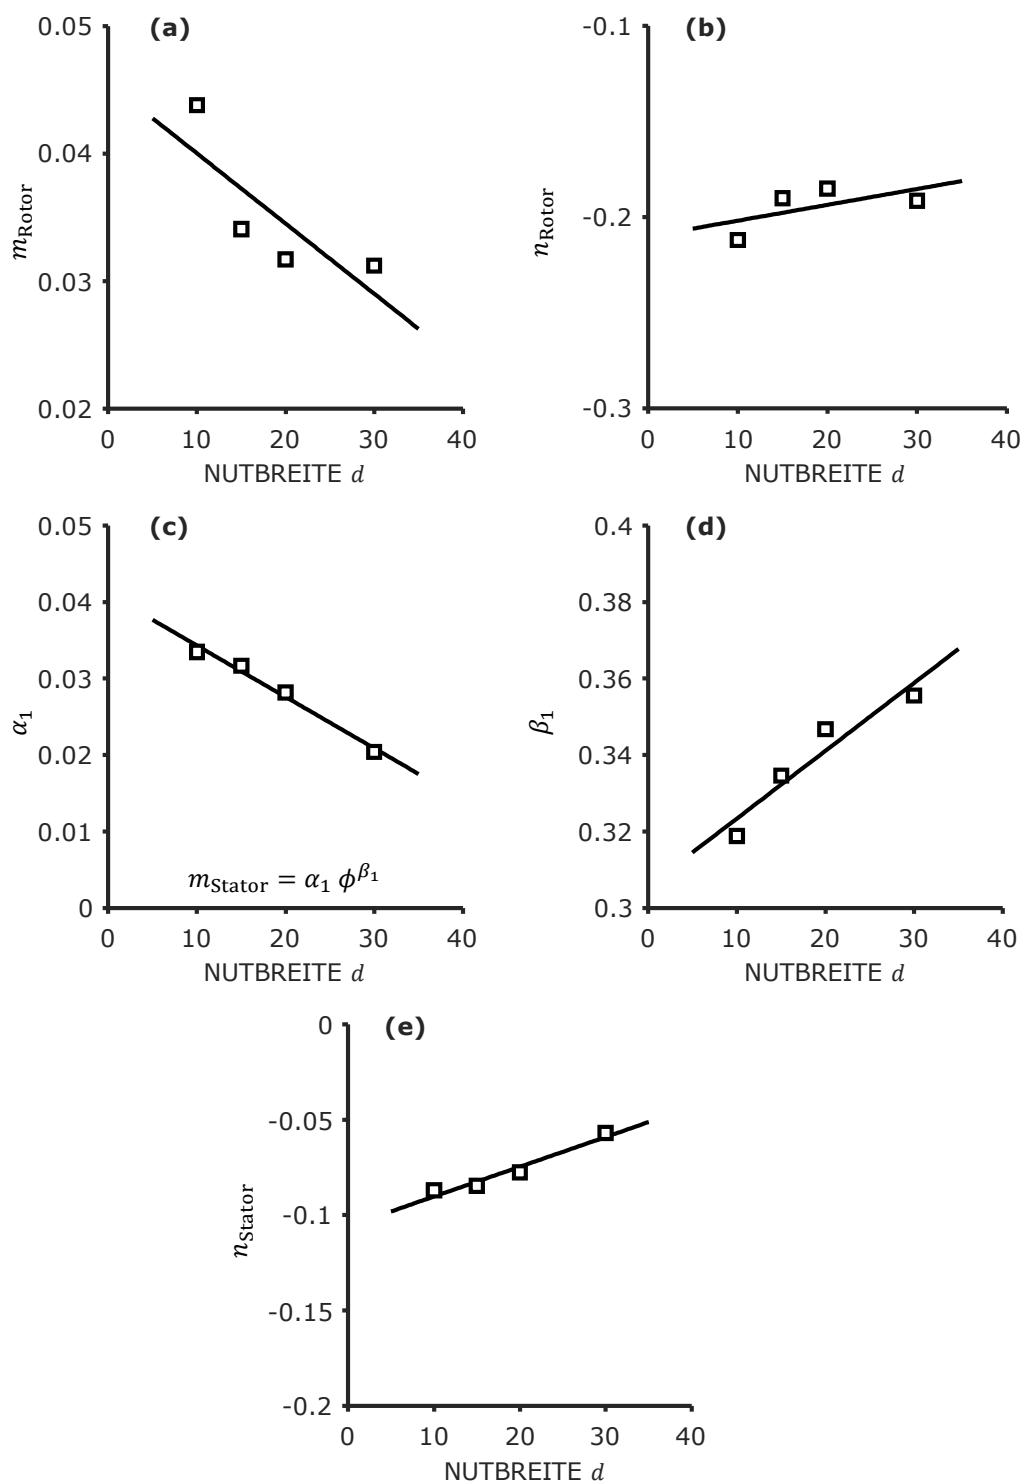 (a)
0.05
0.04
0.03
0.02
0 10 20 30 40
m_Rotor
NUTBREITE d
(b)
-0.1
-0.2
-0.3
0 10 20 30 40
n_Rotor
NUTBREITE d
(c)
0.05
0.04
0.03
0.02
0.01
0
0 10 20 30 40
α₁
m_Stator = α₁ ϕ^β₁
NUTBREITE d
(d)
0.4
0.38
0.36
0.34
0.32
0.3
0 10 20 30 40
β₁
NUTBREITE d
(e)
0
-0.05
-0.1
-0.15
-0.2
0 10 20 30 40
n_Stator
NUTBREITE d